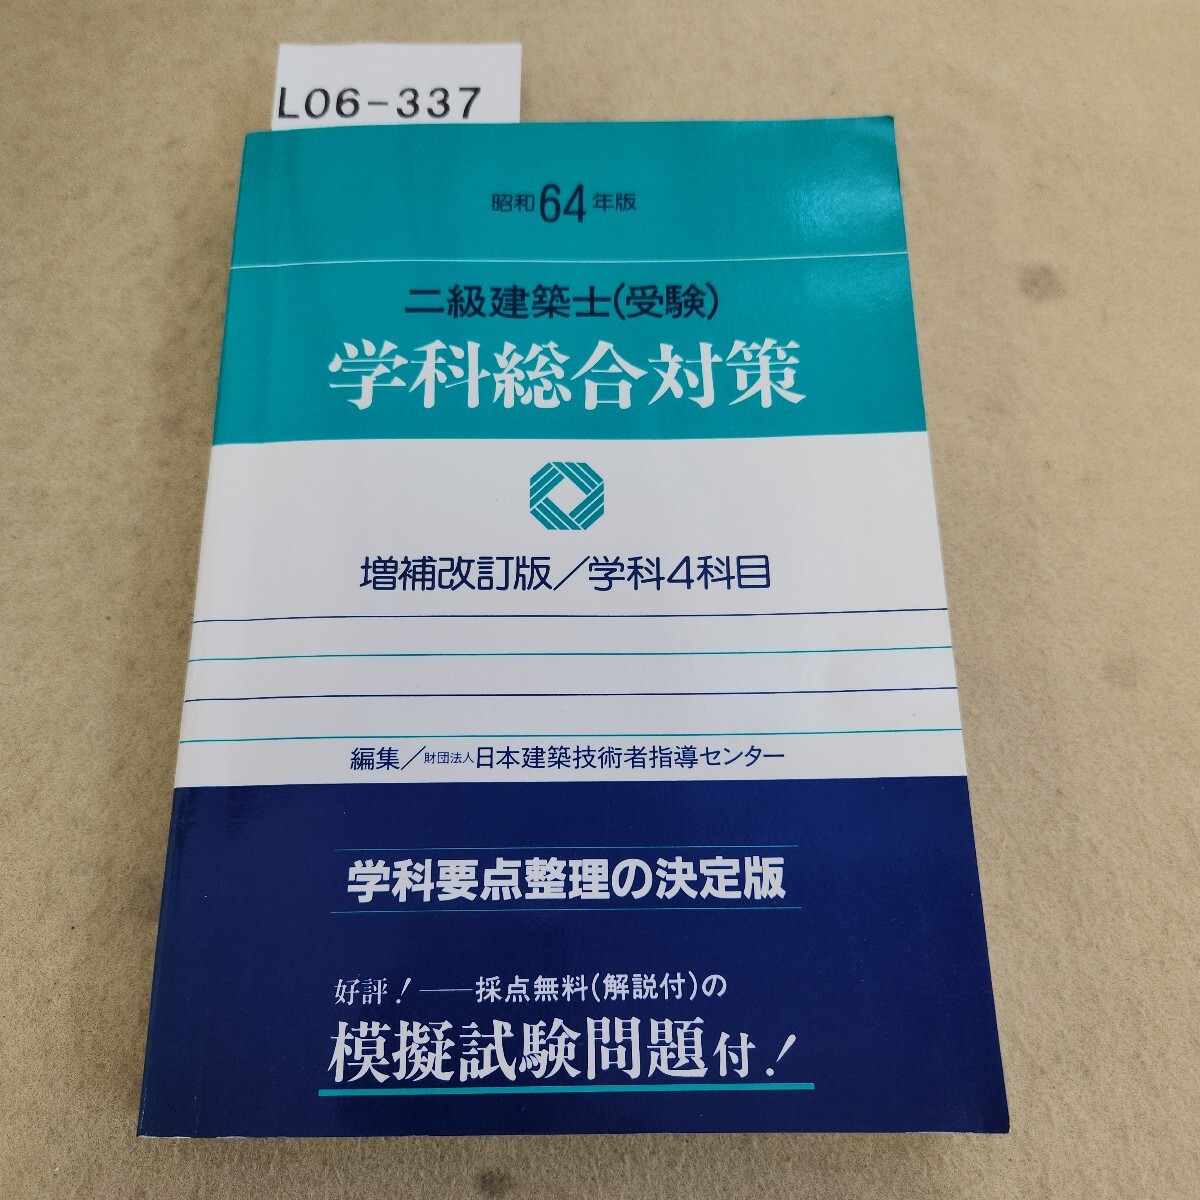 L06-337
昭和64年版
二級建築士(受験)
学科総合対策
増補改訂版/学科4科目
編集/財団法人日本建築技術者指導センター
学科要点整理の決定版
好評!――採点無料(解説付)の
模擬試験問題付!